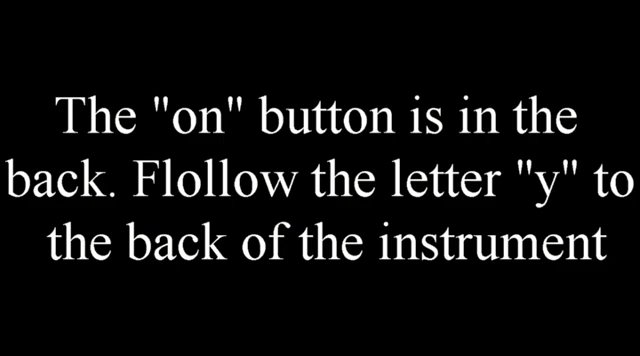 The "on" button is in the
back. Flollow the letter "y" to
the back of the instrument